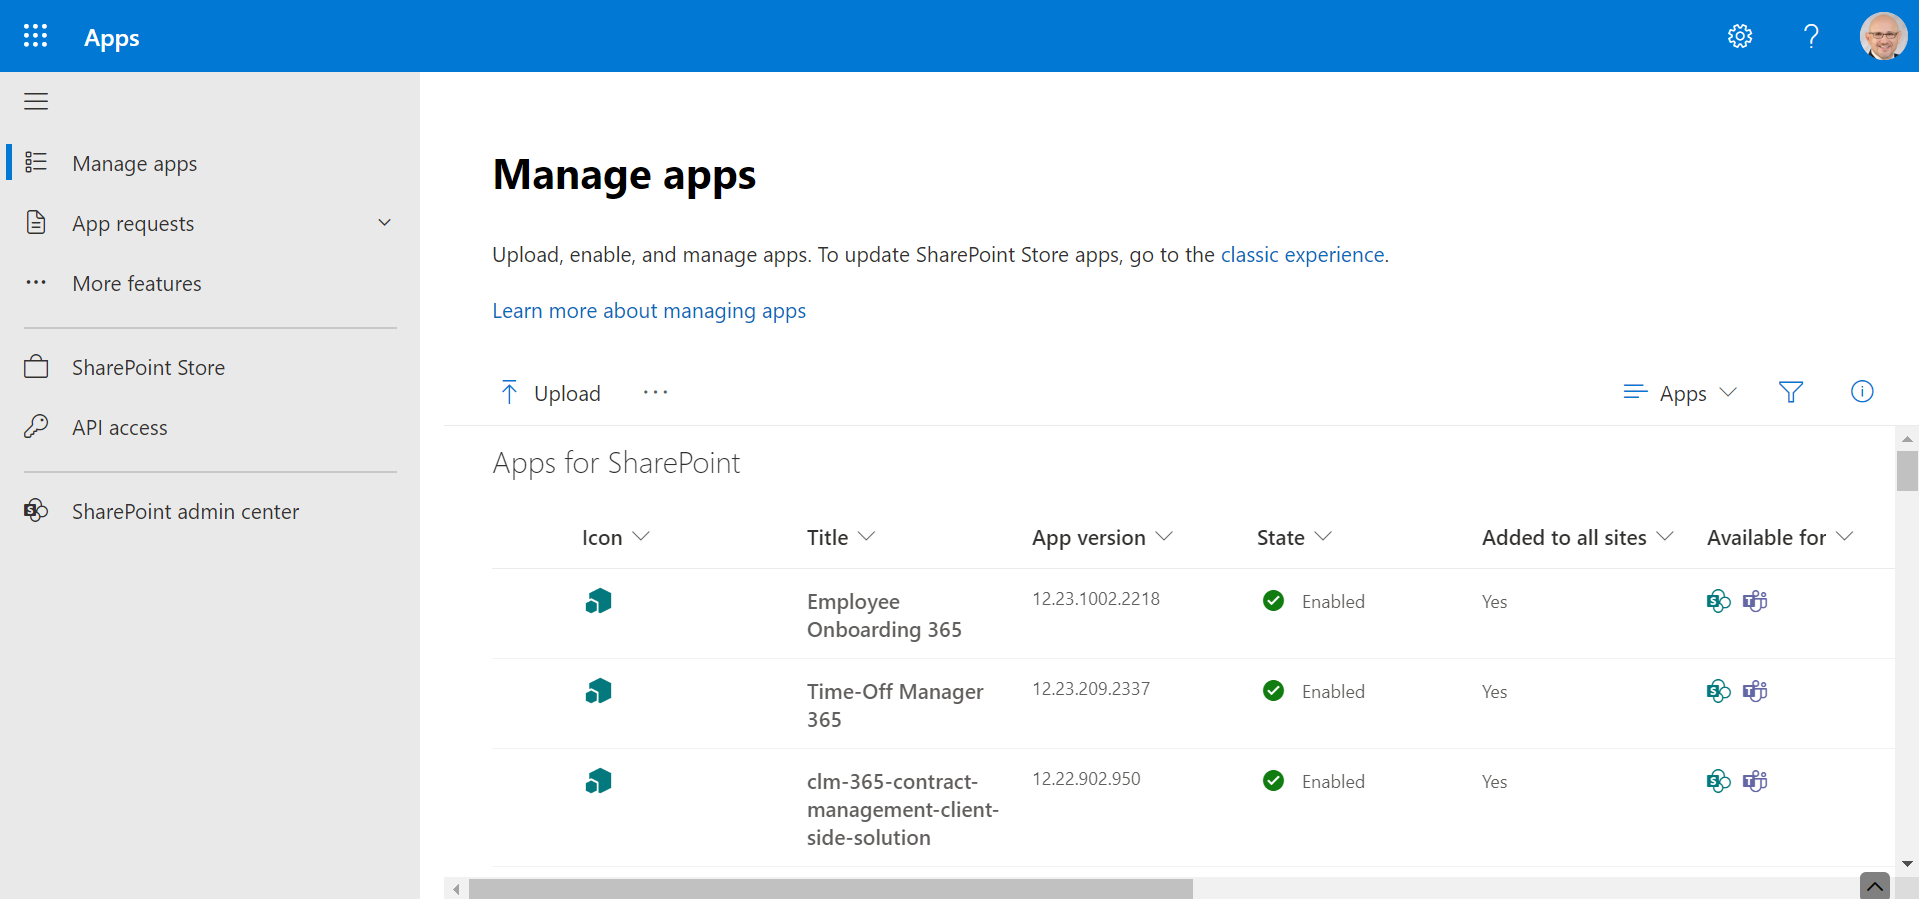 Apps
Manage apps
App requests
More features
SharePoint Store
API access
SharePoint admin center
Manage apps
Upload, enable, and manage apps. To update SharePoint Store apps, go to the classic experience.
Learn more about managing apps
Upload
Apps
Apps for SharePoint
Icon Title App version State Added to all sites Available for
Employee 12.23.1002.2218 Enabled Yes
Onboarding 365
Time-Off Manager 12.23.209.2337 Enabled Yes
365
clm-365-contract- 12.22.902.950 Enabled Yes
management-client-
side-solution